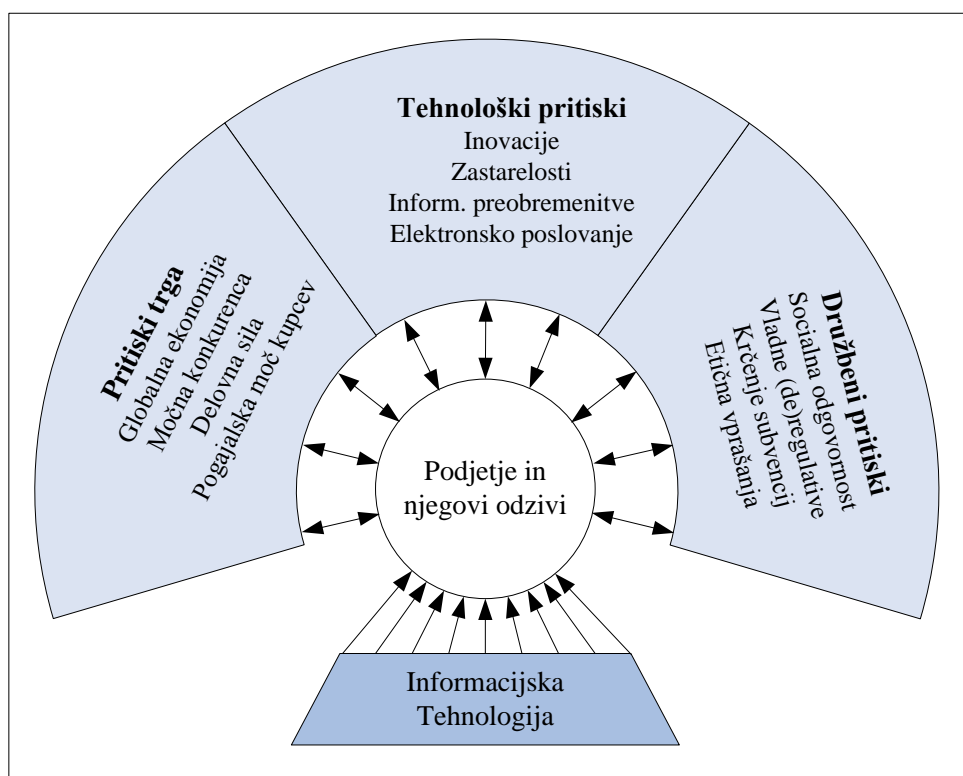 Tehnološki pritiski
Inovacije
Zastarelosti
Inform. preobremenitve
Elektronsko poslovanje
Pritiski trga
Globalna ekonomija
Močna konkurenca
Delovna sila
Pogajalska moč kupcev
Družbeni pritiski
Socialna odgovornost
Vladne (de)regulative
Krčenje subvencij
Etična vprašanja
Podjetje in
njegovi odzivi
Informacijska
Tehnologija